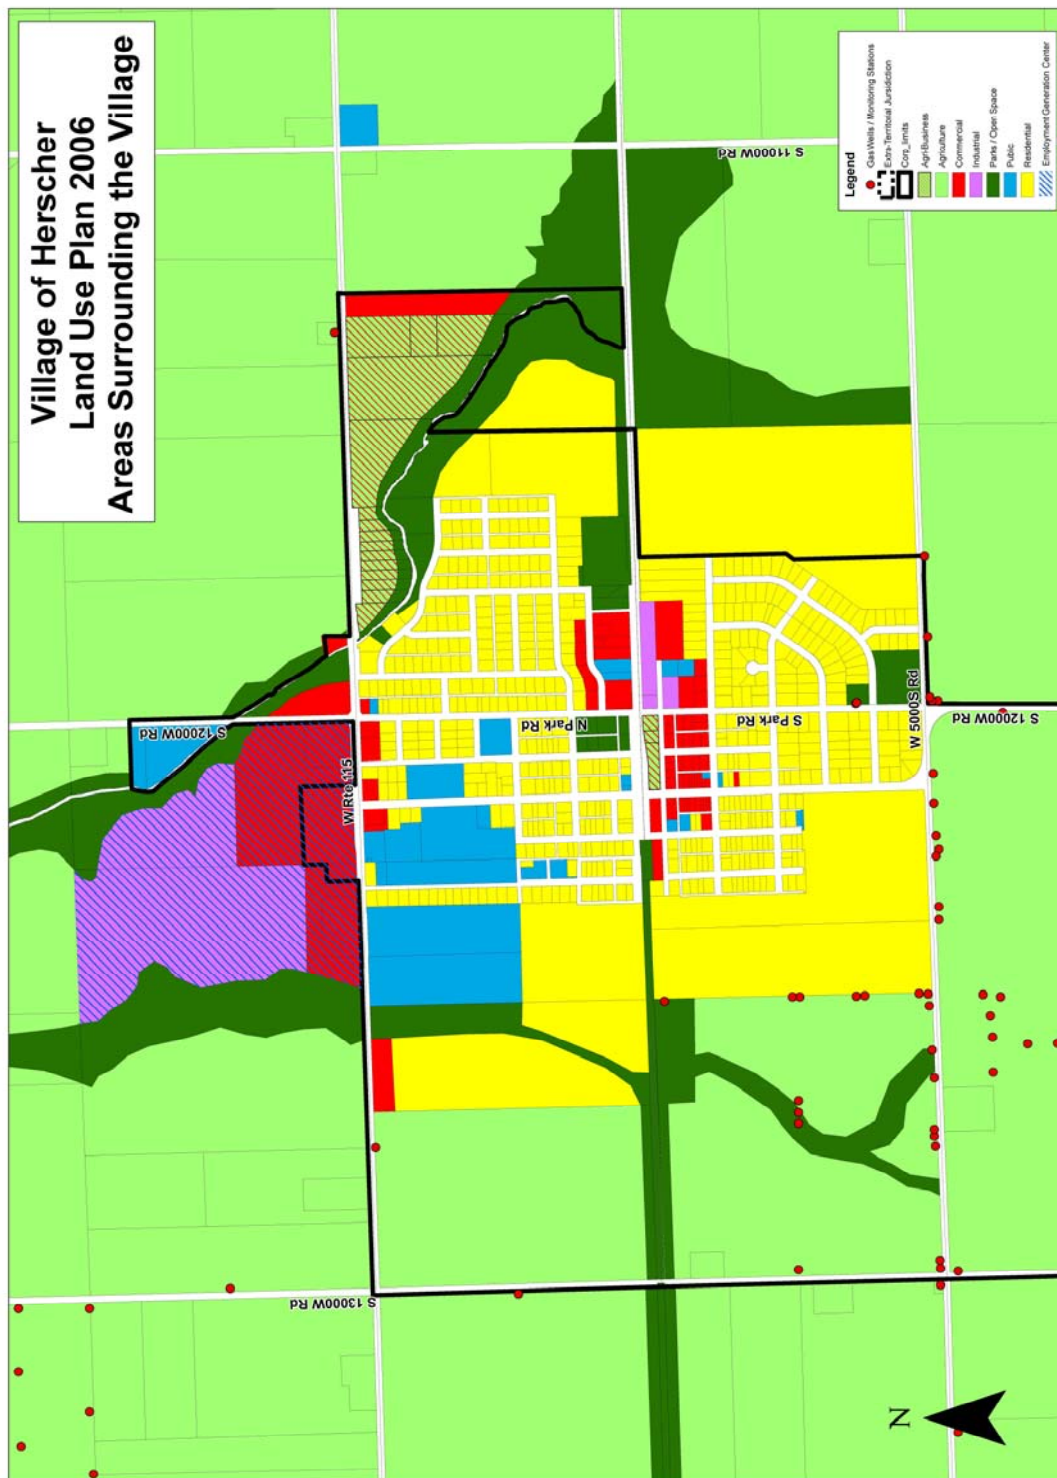 Village of Herscher
Land Use Plan 2006
Areas Surrounding the Village
Legend
Gas Wells / Monitoring Stations
Extra-Territorial Jurisdiction
Corp_limits
Agri-Business
Agriculture
Commercial
Industrial
Parks / Open Space
Public
Residential
Employment Generation Center
S 11000W Rd
S 12000W Rd
W Rte 115
N Park Rd
S Park Rd
W 5000S Rd
S 12000W Rd
S 13000W Rd
N